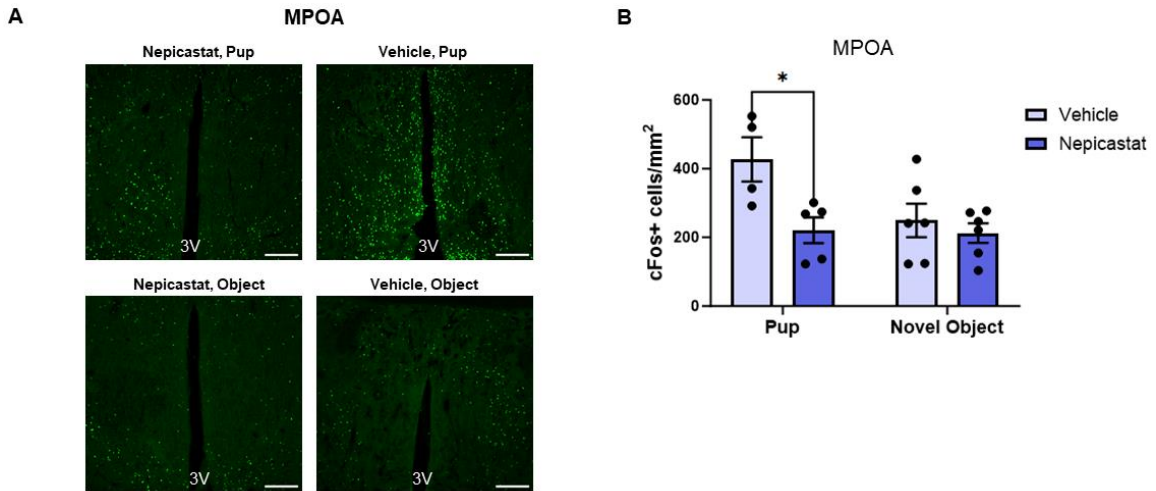 A
MPOA
Nepicastat, Pup
Vehicle, Pup
3V
3V
Nepicastat, Object
Vehicle, Object
3V
3V
B
MPOA
*
600
400
200
0
cFos+ cells/mm²
Pup
Novel Object
Vehicle
Nepicastat